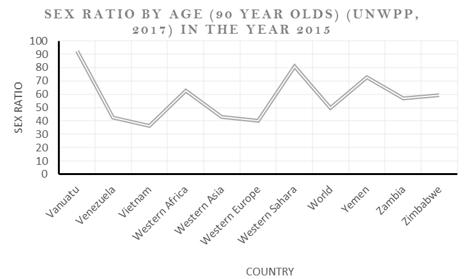 SEX RATIO BY AGE (90 YEAR OLDS) (UNWPP,
2017) IN THE YEAR 2015
100
90
80
70
60
50
40
30
20
10
0
SEX RATIO
Vanuatu
Venezuela
Vietnam
Western Africa
Western Asia
Western Europe
Western Sahara
World
Yemen
Zambia
Zimbabwe
COUNTRY